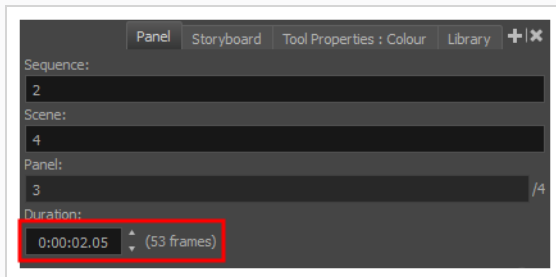 Panel Storyboard Tool Properties : Colour Library
Sequence:
2
Scene:
4
Panel:
3 /4
Duration:
0:00:02.05 (53 frames)